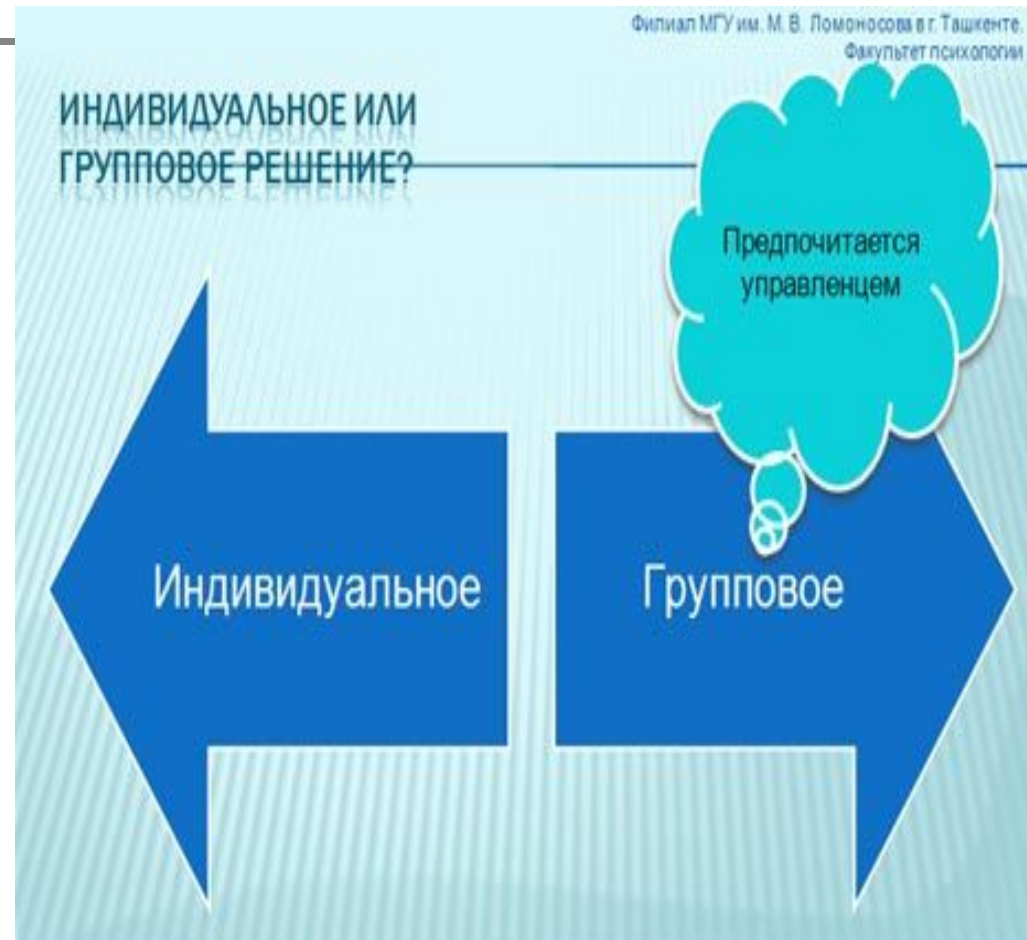 Филиал МГУ им. М. В. Ломоносова в г. Ташкенте.
Факультет психологии
ИНДИВИДУАЛЬНОЕ ИЛИ
ГРУППОВОЕ РЕШЕНИЕ?
Предпочитается
управленцем
Индивидуальное
Групповое